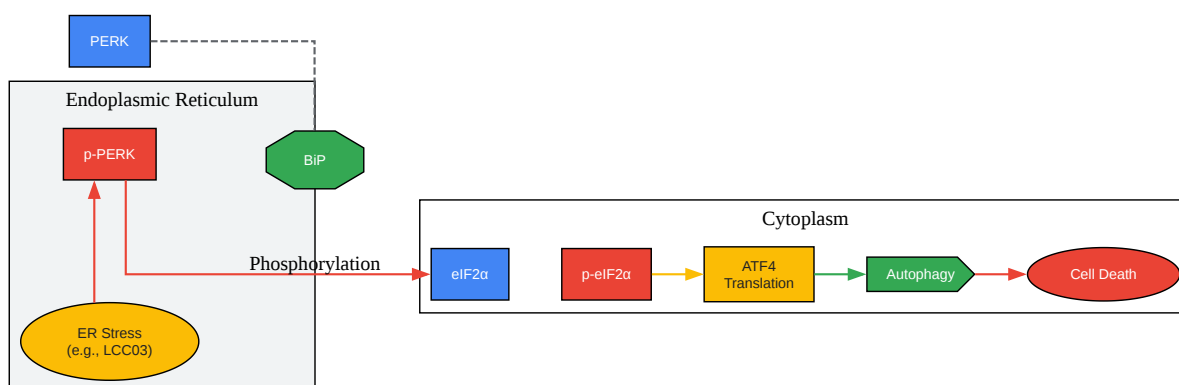 PERK
Endoplasmic Reticulum
p-PERK
BiP
Phosphorylation
ER Stress
(e.g., LCC03)
Cytoplasm
eIF2α
p-eIF2α
ATF4
Translation
Autophagy
Cell Death